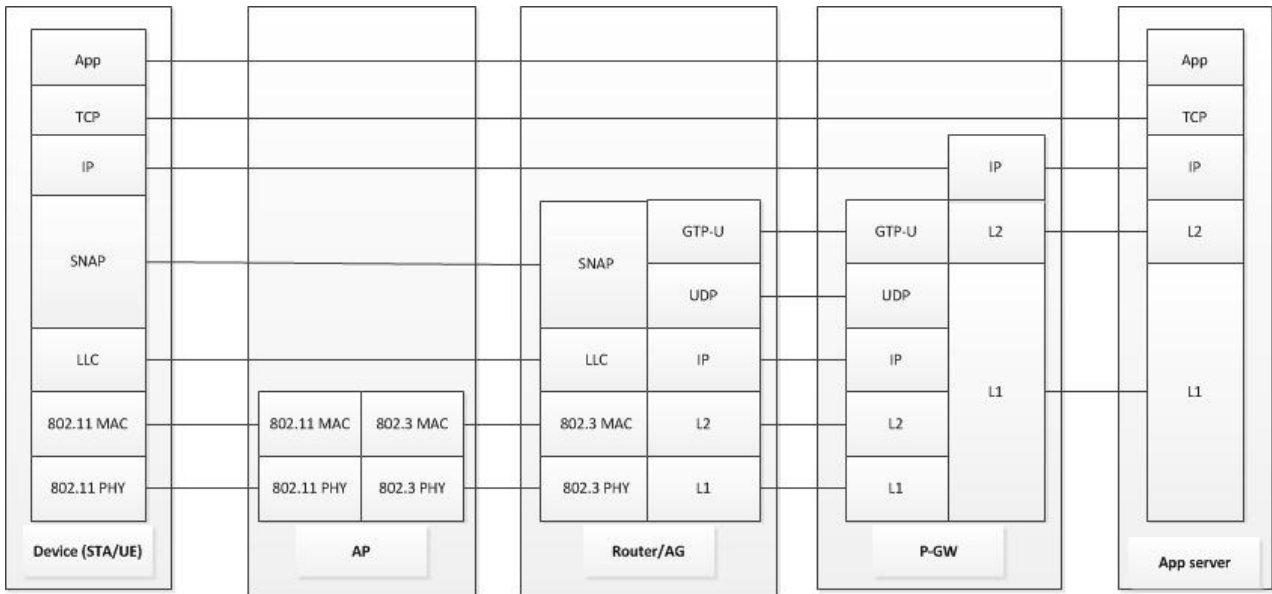 App
TCP
IP
SNAP
LLC
802.11 MAC
802.11 PHY
Device (STA/UE)
802.11 MAC
802.3 MAC
802.11 PHY
802.3 PHY
AP
SNAP
GTP-U
UDP
LLC
IP
802.3 MAC
L2
802.3 PHY
L1
Router/AG
IP
GTP-U
L2
UDP
IP
L1
L2
L1
P-GW
App
TCP
IP
L2
L1
App server